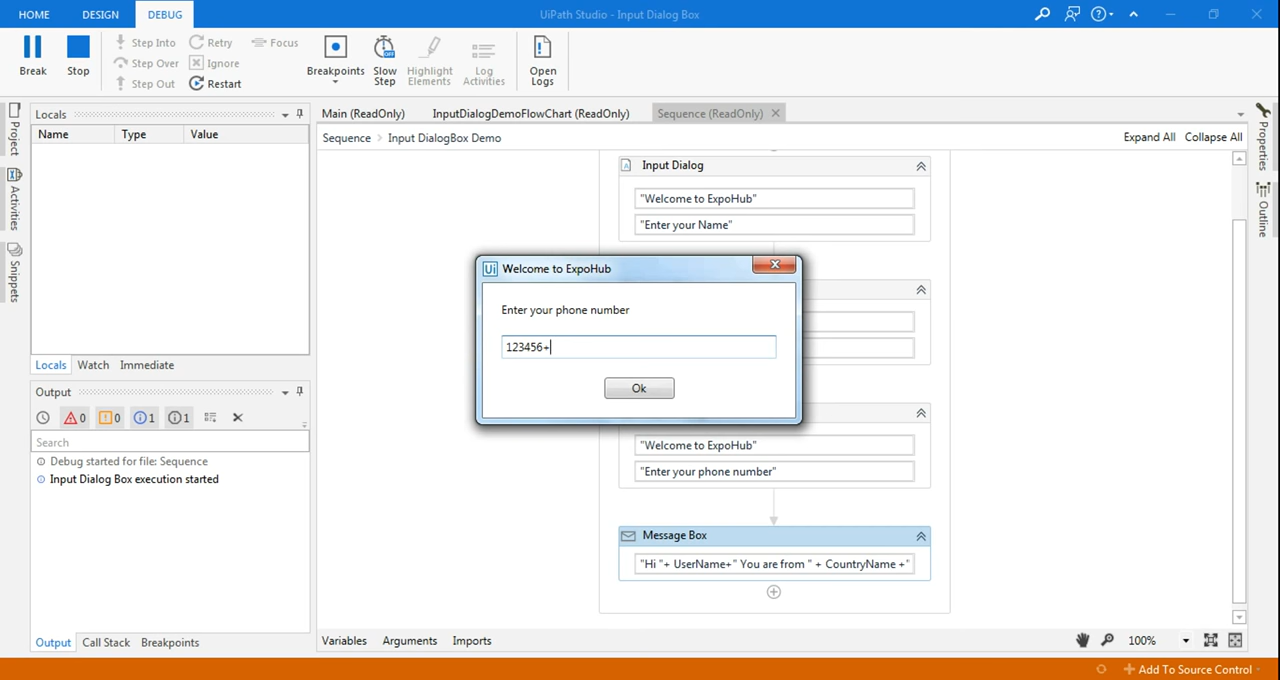 HOME DESIGN DEBUG UiPath Studio - Input Dialog Box
Break Stop Step Into Step Over Step Out Retry Ignore Restart Focus Breakpoints Slow Step Highlight Elements Log Activities Open Logs
OFF
Project
Activities
Snippets
Locals
Name Type Value
Locals Watch Immediate
Output
0 0 1 1
Search
Debug started for file: Sequence
Input Dialog Box execution started
Output Call Stack Breakpoints
Main (ReadOnly) InputDialogDemoFlowChart (ReadOnly) Sequence (ReadOnly)
Sequence > Input DialogBox Demo Expand All Collapse All
Input Dialog
"Welcome to ExpoHub"
"Enter your Name"
Ui Welcome to ExpoHub
Enter your phone number
123456+
Ok
"Welcome to ExpoHub"
"Enter your phone number"
Message Box
"Hi "+ UserName+" You are from " + CountryName +"
Variables Arguments Imports 100%
Properties
Outline
Add To Source Control